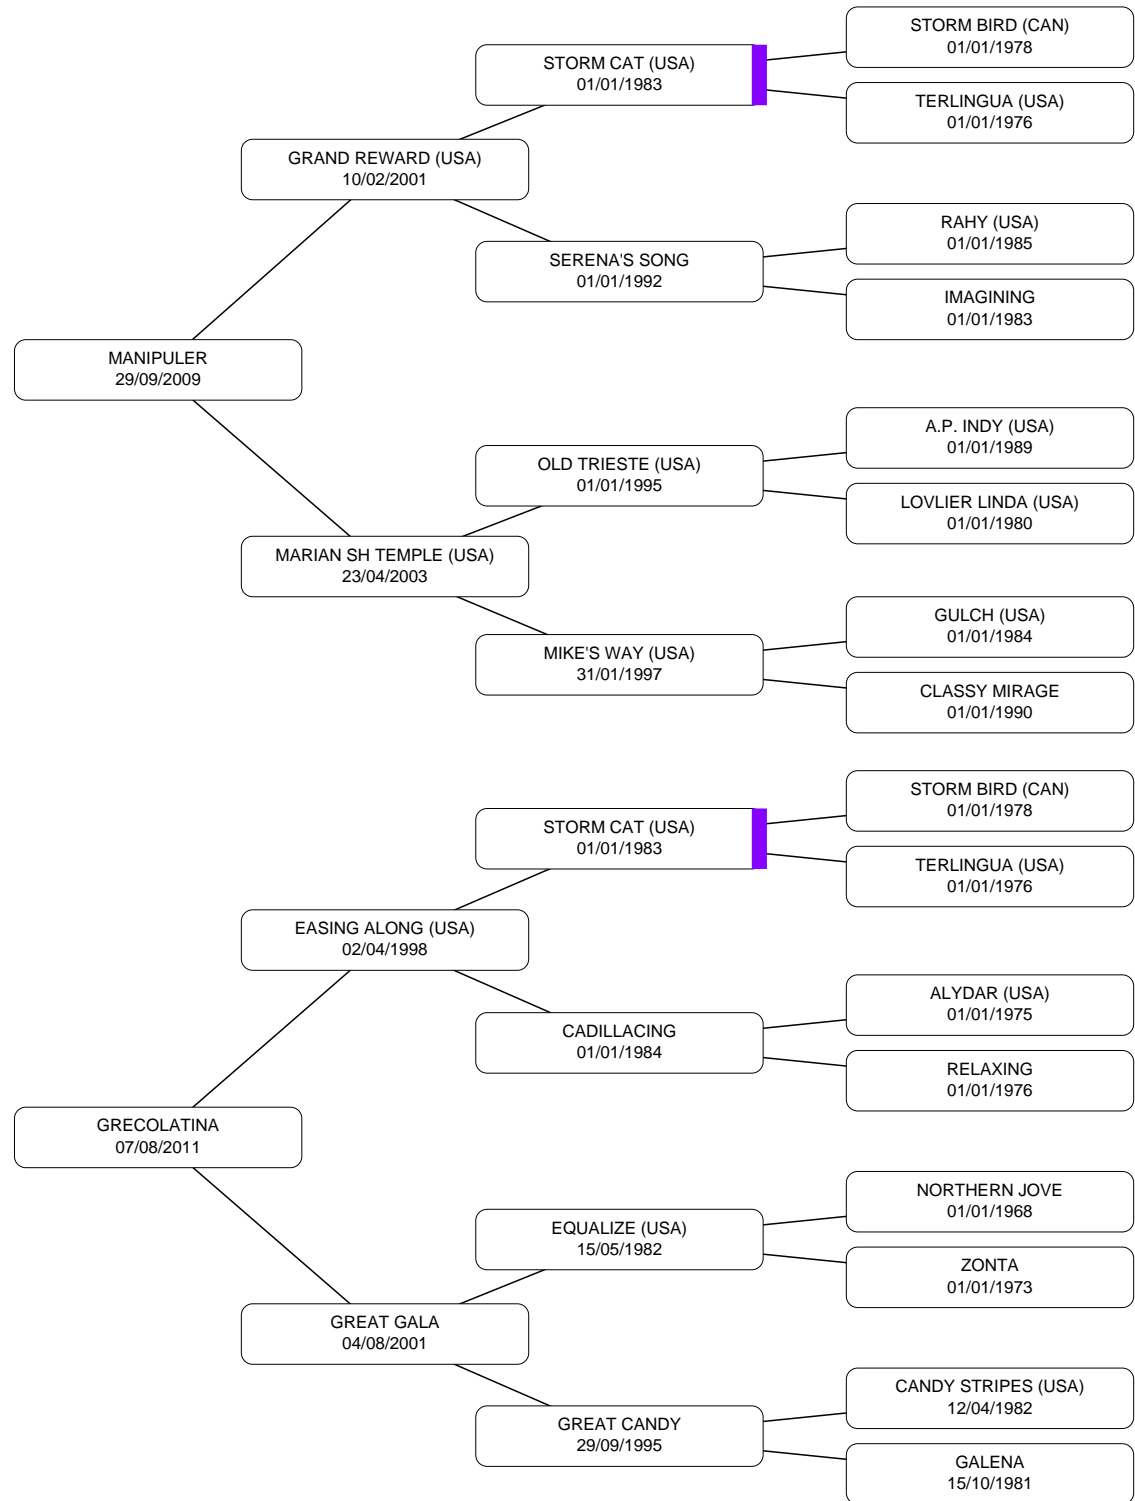 STORM BIRD (CAN)
01/01/1978
STORM CAT (USA)
01/01/1983
TERLINGUA (USA)
01/01/1976
GRAND REWARD (USA)
10/02/2001
RAHY (USA)
01/01/1985
SERENA'S SONG
01/01/1992
IMAGINING
01/01/1983
MANIPULER
29/09/2009
A.P. INDY (USA)
01/01/1989
OLD TRIESTE (USA)
01/01/1995
LOVLIER LINDA (USA)
01/01/1980
MARIAN SH TEMPLE (USA)
23/04/2003
GULCH (USA)
01/01/1984
MIKE'S WAY (USA)
31/01/1997
CLASSY MIRAGE
01/01/1990
STORM BIRD (CAN)
01/01/1978
STORM CAT (USA)
01/01/1983
TERLINGUA (USA)
01/01/1976
EASING ALONG (USA)
02/04/1998
ALYDAR (USA)
01/01/1975
CADILLACING
01/01/1984
RELAXING
01/01/1976
GRECOLATINA
07/08/2011
NORTHERN JOVE
01/01/1968
EQUALIZE (USA)
15/05/1982
ZONTA
01/01/1973
GREAT GALA
04/08/2001
CANDY STRIPES (USA)
12/04/1982
GREAT CANDY
29/09/1995
GALENA
15/10/1981